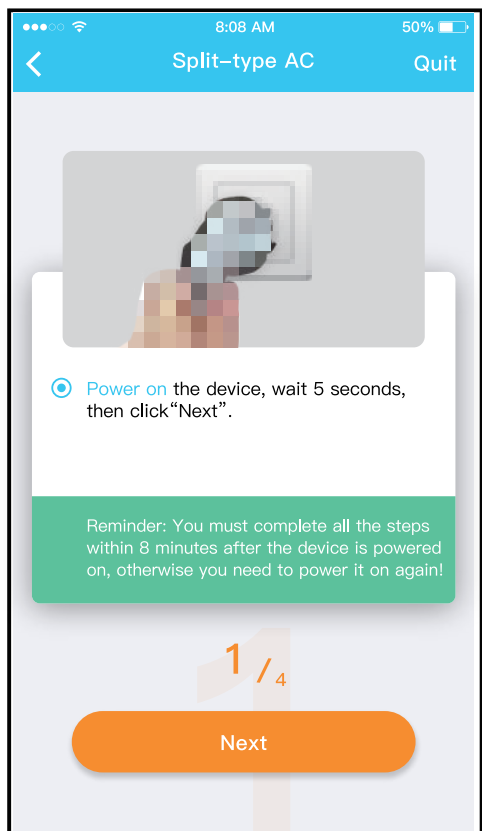 8:08 AM
50%
Split-type AC
Quit
Power on the device, wait 5 seconds,
then click“Next”.
Reminder: You must complete all the steps
within 8 minutes after the device is powered
on, otherwise you need to power it on again!
1 / 4
Next